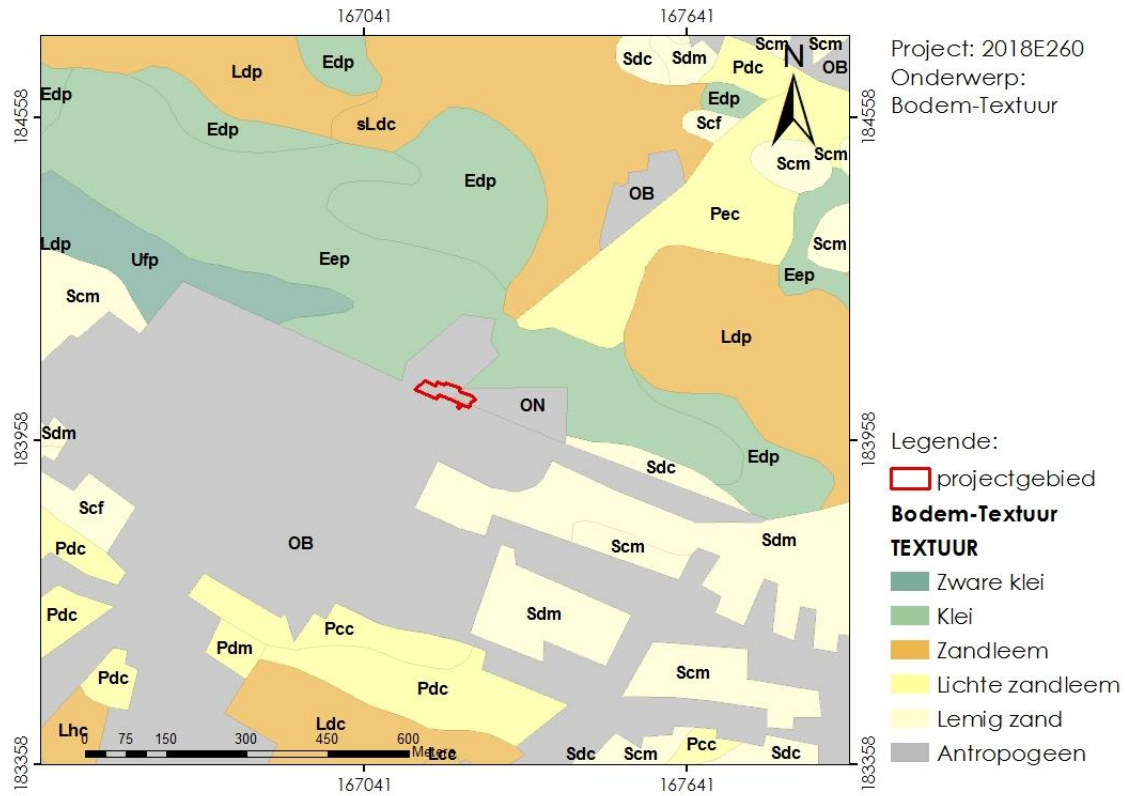 167041 167641
Project: 2018E260
Onderwerp:
Bodem-Textuur
Scm Scm
Edp Sdc Sdm N
Ldp Pdc OB
Edp Edp
184558 184558
Edp sLdc Scf
Scm Scm
Edp OB
Pec
Ldp Scm
Ufp Eep Eep
Scm
Ldp
ON
183958 183958
Sdm
Edp
Sdc
Scf
OB Scm Sdm
Pdc
Pdc Sdm
Pcc
Pdm
Pdc Pdc Scm
Lhc Ldc
0 75 150 300 450 600
Meters
Lcc Sdc Scm Pcc Sdc
183358 183358
167041 167641
Legende:
projectgebied
Bodem-Textuur
TEXTUUR
Zware klei
Klei
Zandleem
Lichte zandleem
Lemig zand
Antropogeen